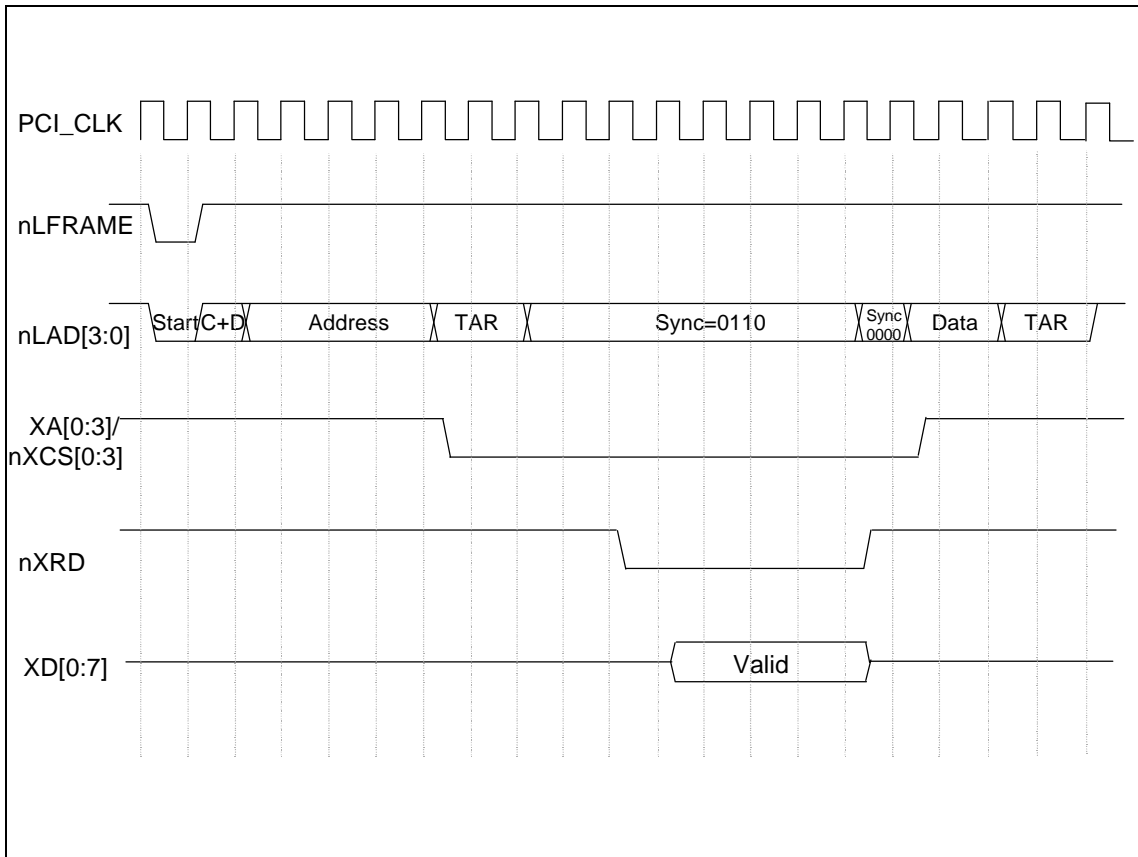 PCI_CLK
nLFRAME
nLAD[3:0]
Start
C+D
Address
TAR
Sync=0110
Sync
0000
Data
TAR
XA[0:3]/
nXCS[0:3]
nXRD
XD[0:7]
Valid